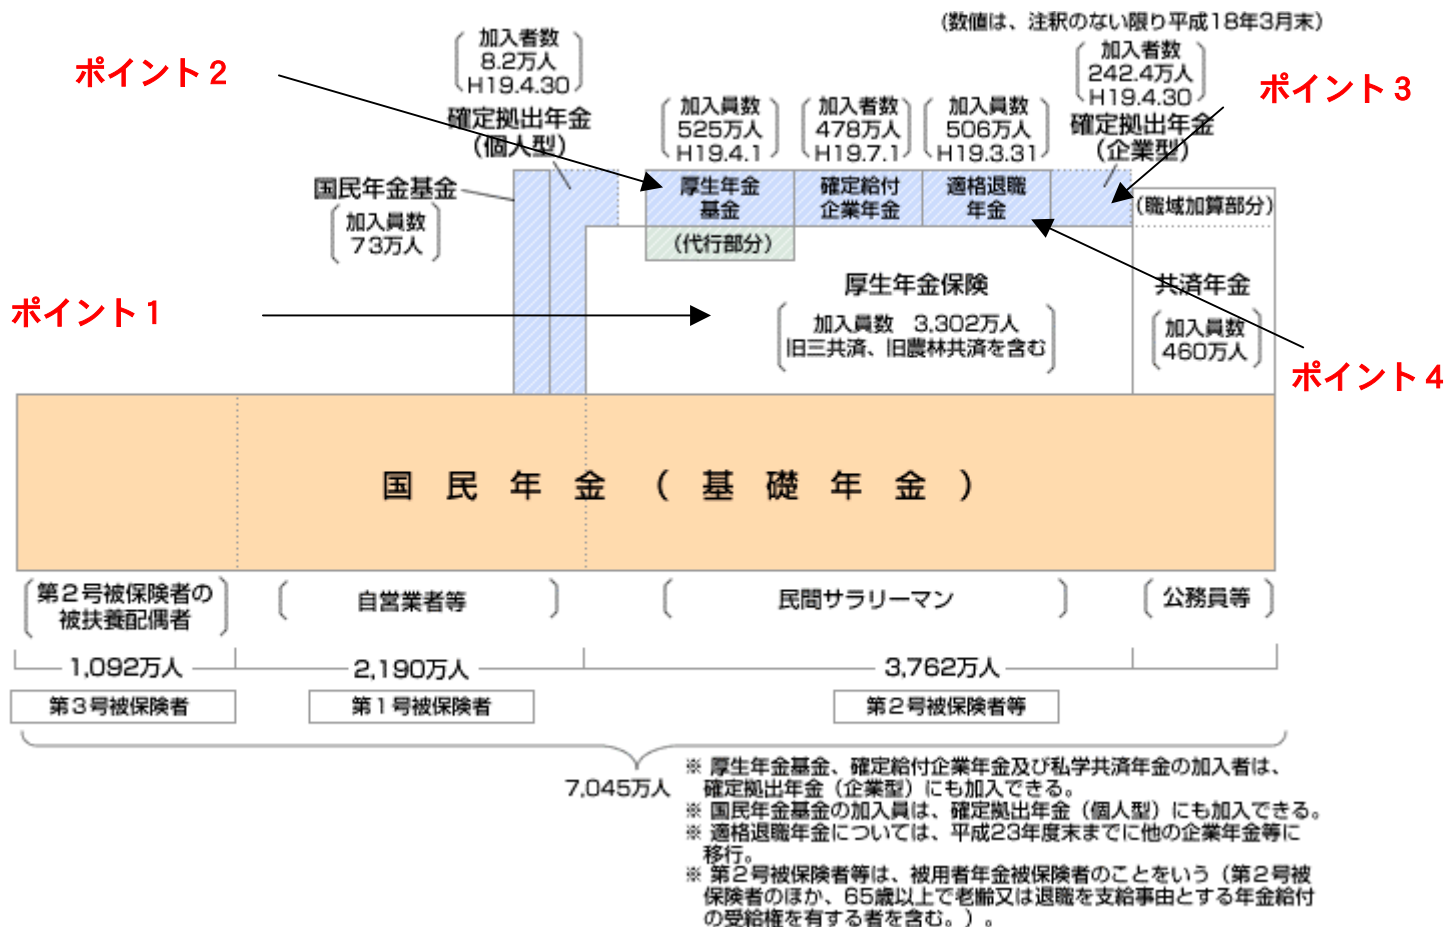 (数値は、注釈のない限り平成18年3月末)
ポイント2
加入者数
8.2万人
H19.4.30
確定拠出年金
(個人型)
加入員数
525万人
H19.4.1
加入者数
478万人
H19.7.1
加入員数
506万人
H19.3.31
加入者数
242.4万人
H19.4.30
確定拠出年金
(企業型)
ポイント3
国民年金基金
加入員数
73万人
厚生年金
基金
確定給付
企業年金
適格退職
年金
(職域加算部分)
(代行部分)
ポイント1
厚生年金保険
加入員数 3,302万人
旧三共済、旧農林共済を含む
共済年金
加入員数
460万人
ポイント4
国民年金(基礎年金)
第2号被保険者の
被扶養配偶者
自営業者等
民間サラリーマン
公務員等
1,092万人
2,190万人
3,762万人
第3号被保険者
第1号被保険者
第2号被保険者等
7,045万人
※ 厚生年金基金、確定給付企業年金及び私学共済年金の加入者は、
確定拠出年金(企業型)にも加入できる。
※ 国民年金基金の加入員は、確定拠出年金(個人型)にも加入できる。
※ 適格退職年金については、平成23年度末までに他の企業年金等に
移行。
※ 第2号被保険者等は、被用者年金被保険者のことをいう(第2号被
保険者のほか、65歳以上で老齢又は退職を支給事由とする年金給付
の受給権を有する者を含む。)。